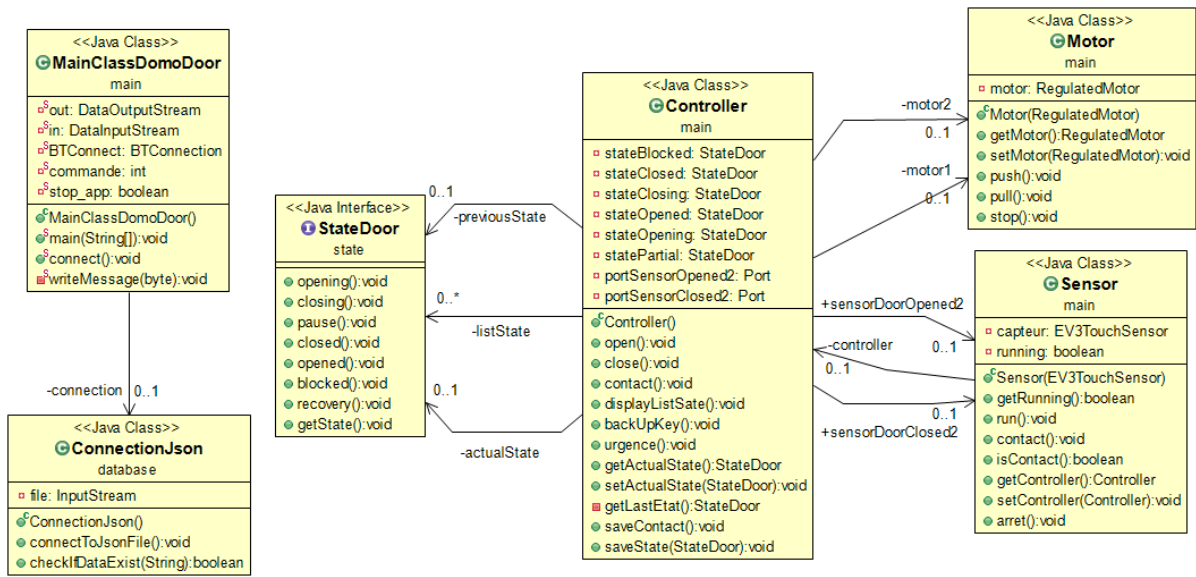 <<Java Class>>
MainClassDomoDoor
main
out: DataOutputStream
in: DataInputStream
BTConnect: BTConnection
commande: int
stop_app: boolean
MainClassDomoDoor()
main(String[]):void
connect():void
writeMessage(byte):void
-connection
0..1
<<Java Class>>
ConnectionJson
database
file: InputStream
ConnectionJson()
connectToJsonFile():void
checkIfDataExist(String):boolean
<<Java Interface>>
StateDoor
state
opening():void
closing():void
pause():void
closed():void
opened():void
blocked():void
recovery():void
getState():void
0..1
-previousState
0..*
-listState
0..1
-actualState
<<Java Class>>
Controller
main
stateBlocked: StateDoor
stateClosed: StateDoor
stateClosing: StateDoor
stateOpened: StateDoor
stateOpening: StateDoor
statePartial: StateDoor
portSensorOpened2: Port
portSensorClosed2: Port
Controller()
open():void
close():void
contact():void
displayListSate():void
backUpKey():void
urgence():void
getActualState():StateDoor
setActualState(StateDoor):void
getLastEtat():StateDoor
saveContact():void
saveState(StateDoor):void
-motor2
0..1
-motor1
0..1
+sensorDoorOpened2
0..1
-controller
0..1
0..1
+sensorDoorClosed2
<<Java Class>>
Motor
main
motor: RegulatedMotor
Motor(RegulatedMotor)
getMotor():RegulatedMotor
setMotor(RegulatedMotor):void
push():void
pull():void
stop():void
<<Java Class>>
Sensor
main
capteur: EV3TouchSensor
running: boolean
Sensor(EV3TouchSensor)
getRunning():boolean
run():void
contact():void
isContact():boolean
getController():Controller
setController(Controller):void
arret():void